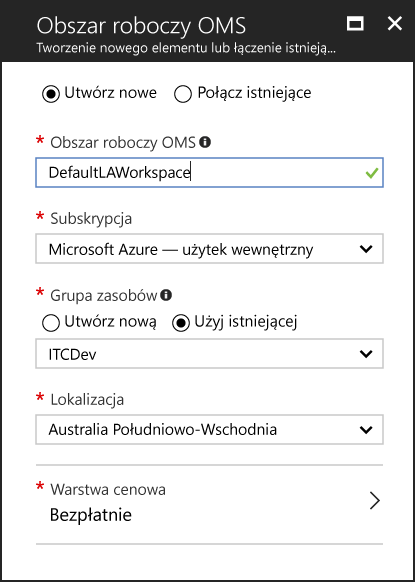 Obszar roboczy OMS
Tworzenie nowego elementu lub łączenie istnieją...
Utwórz nowe Połącz istniejące
* Obszar roboczy OMS
DefaultLAWorkspace
* Subskrypcja
Microsoft Azure — użytek wewnętrzny
* Grupa zasobów
Utwórz nową Użyj istniejącej
ITCDev
* Lokalizacja
Australia Południowo-Wschodnia
* Warstwa cenowa
Bezpłatnie